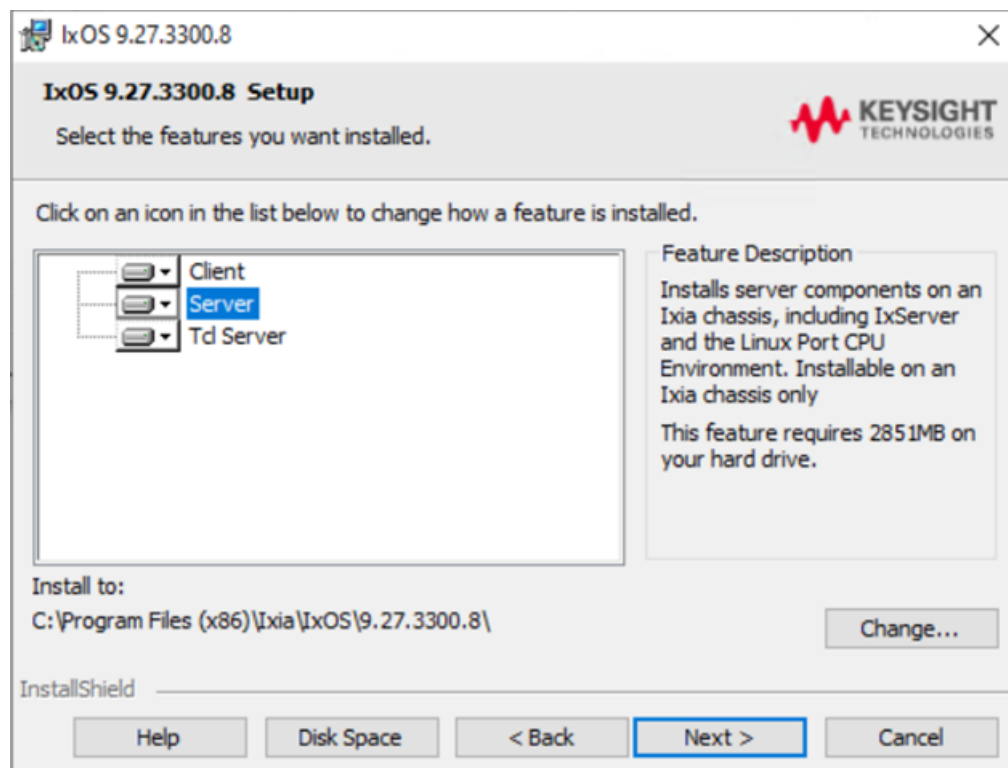 IxOS 9.27.3300.8
IxOS 9.27.3300.8 Setup
Select the features you want installed.
KEYSIGHT
TECHNOLOGIES
Click on an icon in the list below to change how a feature is installed.
Client
Server
Tcl Server
Feature Description
Installs server components on an
Ixia chassis, including IxServer
and the Linux Port CPU
Environment. Installable on an
Ixia chassis only
This feature requires 2851MB on
your hard drive.
Install to:
C:\Program Files (x86)\Ixia\IxOS\9.27.3300.8\
Change...
InstallShield
Help
Disk Space
< Back
Next >
Cancel